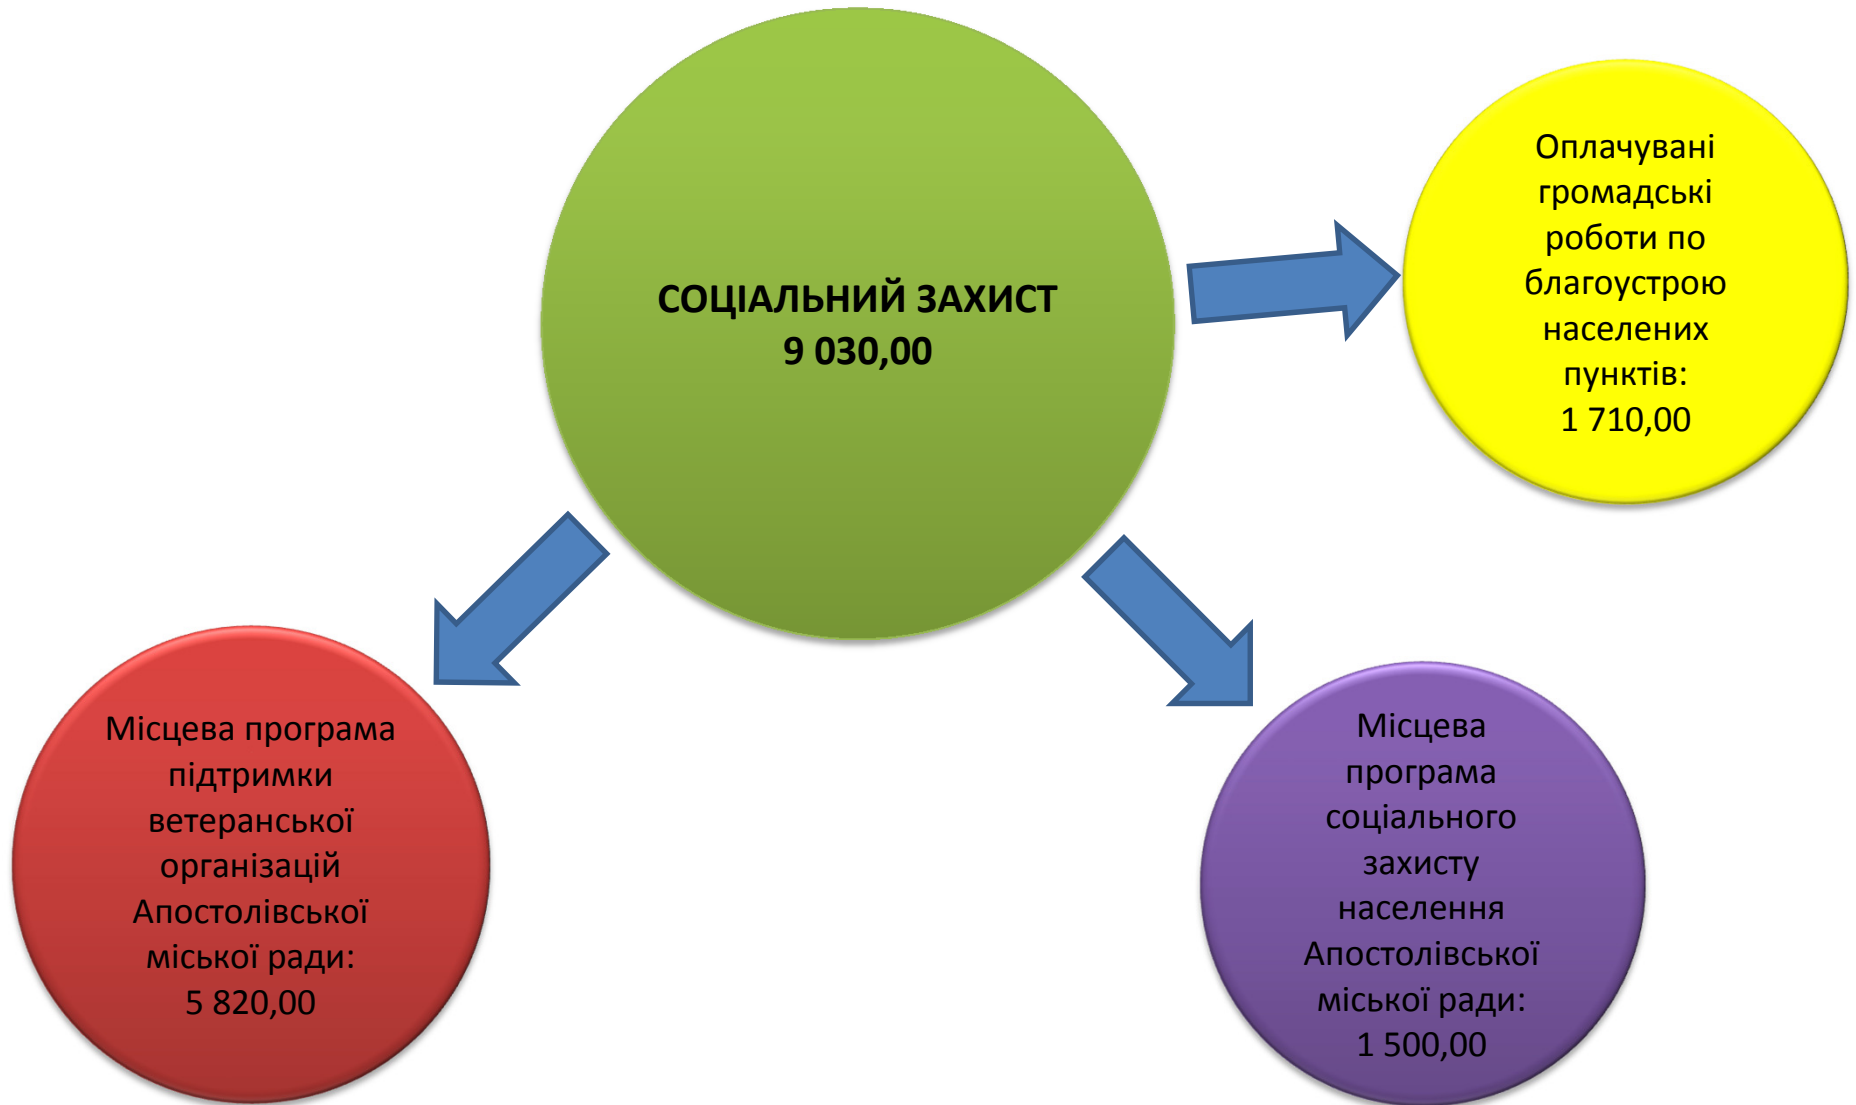 СОЦІАЛЬНИЙ ЗАХИСТ
9 030,00
Оплачувані
громадські
роботи по
благоустрою
населених
пунктів:
1 710,00
Місцева програма
підтримки
ветеранської
організацій
Апостолівської
міської ради:
5 820,00
Місцева
програма
соціального
захисту
населення
Апостолівської
міської ради:
1 500,00